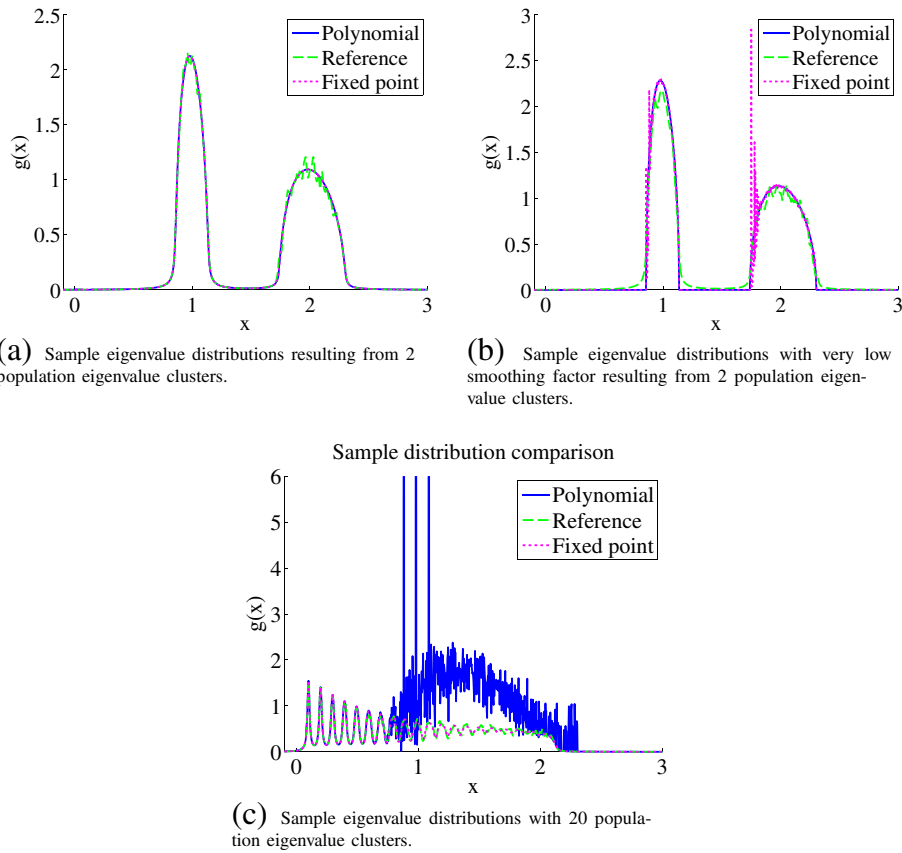 2.5
2
1.5
1
0.5
0
g(x)
0 1 2 3
x
Polynomial
Reference
Fixed point
(a) Sample eigenvalue distributions resulting from 2
population eigenvalue clusters.
3
2.5
2
1.5
1
0.5
0
g(x)
0 1 2 3
x
Polynomial
Reference
Fixed point
(b) Sample eigenvalue distributions with very low
smoothing factor resulting from 2 population eigen-
value clusters.
Sample distribution comparison
6
5
4
3
2
1
0
g(x)
0 1 2 3
x
Polynomial
Reference
Fixed point
(c) Sample eigenvalue distributions with 20 popula-
tion eigenvalue clusters.